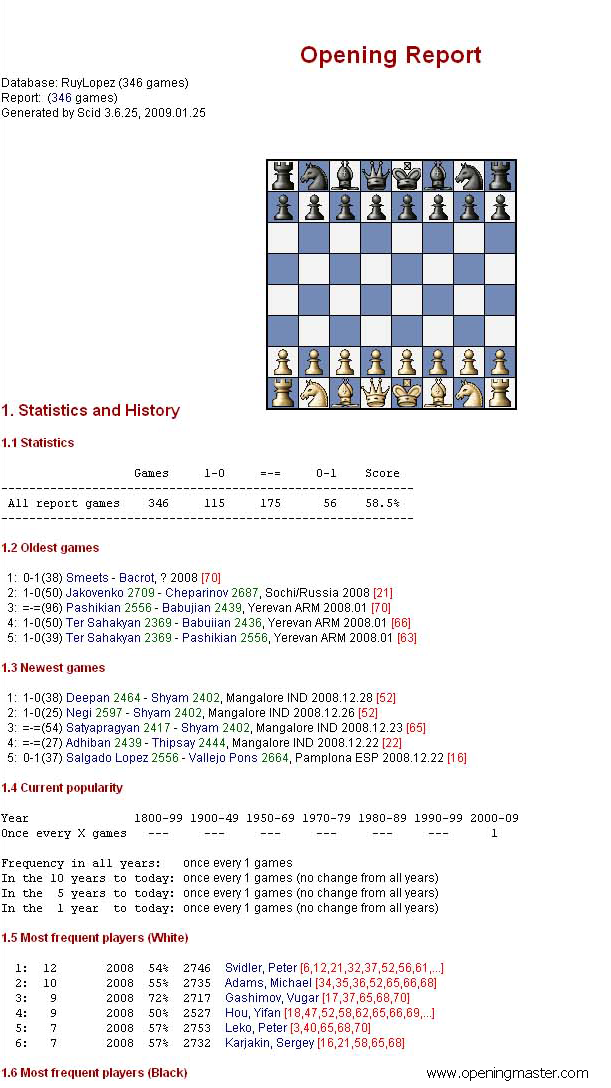 Opening Report
Database: RuyLopez (346 games)
Report: (346 games)
Generated by Scid 3.6.25, 2009.01.25
1. Statistics and History
1.1 Statistics
Games 1-0 =-= 0-1 Score
-----------------------------------------------------------
All report games 346 115 175 56 58.5%
-----------------------------------------------------------
1.2 Oldest games
1: 0-1(38) Smeets - Bacrot, ? 2008 [70]
2: 1-0(50) Jakovenko 2709 - Cheparinov 2687, Sochi/Russia 2008 [21]
3: =-=(96) Pashikian 2556 - Babujian 2439, Yerevan ARM 2008.01 [70]
4: 1-0(50) Ter Sahakyan 2369 - Babuiian 2436, Yerevan ARM 2008.01 [66]
5: 1-0(39) Ter Sahakyan 2369 - Pashikian 2556, Yerevan ARM 2008.01 [63]
1.3 Newest games
1: 1-0(38) Deepan 2464 - Shyam 2402, Mangalore IND 2008.12.28 [52]
2: 1-0(25) Negi 2597 - Shyam 2402, Mangalore IND 2008.12.26 [52]
3: =-=(54) Satyapragyan 2417 - Shyam 2402, Mangalore IND 2008.12.23 [65]
4: =-=(27) Adhiban 2439 - Thipsay 2444, Mangalore IND 2008.12.22 [22]
5: 0-1(37) Salgado Lopez 2556 - Vallejo Pons 2664, Pamplona ESP 2008.12.22 [16]
1.4 Current popularity
Year 1800-99 1900-49 1950-69 1970-79 1980-89 1990-99 2000-09
Once every X games --- --- --- --- --- --- 1
Frequency in all years: once every 1 games
In the 10 years to today: once every 1 games (no change from all years)
In the 5 years to today: once every 1 games (no change from all years)
In the 1 year to today: once every 1 games (no change from all years)
1.5 Most frequent players (White)
1: 12 2008 54% 2746 Svidler, Peter [6,12,21,32,37,52,56,61,...]
2: 10 2008 55% 2735 Adams, Michael [34,35,36,52,65,66,68]
3: 9 2008 72% 2717 Gashimov, Vugar [17,37,65,68,70]
4: 9 2008 50% 2527 Hou, Yifan [18,47,52,58,62,65,66,69,...]
5: 7 2008 57% 2753 Leko, Peter [3,40,65,68,70]
6: 7 2008 57% 2732 Karjakin, Sergey [16,21,58,65,68]
1.6 Most frequent players (Black)
www.openingmaster.com